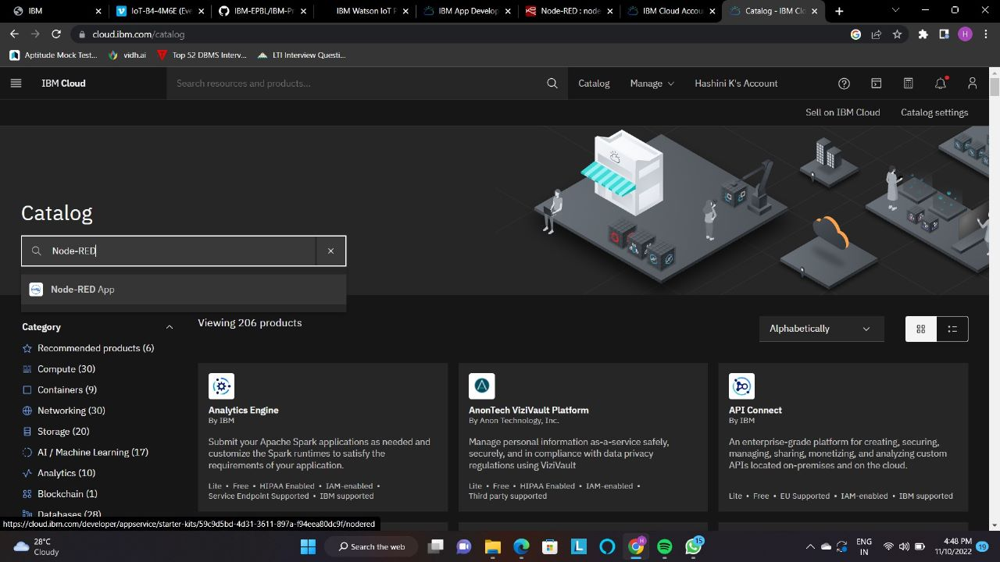 IBM
IoT-B4-4M6E (Eve
IBM-EPBL/IBM-Pr
IBM Watson IoT P
IBM App Develop
Node-RED : node
IBM Cloud Accou
Catalog - IBM Clo
cloud.ibm.com/catalog
H
Aptitude Mock Test...
vidh.ai
Top 52 DBMS Interv...
LTI Interview Questi...
IBM Cloud
Search resources and products...
Catalog
Manage
Hashini K's Account
Sell on IBM Cloud
Catalog settings
Catalog
Node-RED
Node-RED App
Category
Viewing 206 products
Alphabetically
Recommended products (6)
Compute (30)
Containers (9)
Networking (30)
Storage (20)
AI / Machine Learning (17)
Analytics (10)
Blockchain (1)
Databases (28)
Analytics Engine
By IBM
Submit your Apache Spark applications as needed and
customize the Spark runtimes to satisfy the
requirements of your application.
Lite • Free • HIPAA Enabled • IAM-enabled •
Service Endpoint Supported • IBM supported
AnonTech ViziVault Platform
By Anon Technology, Inc.
Manage personal information as-a-service safely,
securely, and in compliance with data privacy
regulations using ViziVault
Lite • Free • HIPAA Enabled • IAM-enabled •
Third party supported
API Connect
By IBM
An enterprise-grade platform for creating, securing,
managing, sharing, monetizing, and analyzing custom
APIs located on-premises and on the cloud.
Lite • Free • EU Supported • IAM-enabled • IBM supported
https://cloud.ibm.com/developer/appservice/starter-kits/59c9d5bd-4d31-3611-897a-f94eea80dc9f/nodered
28°C
Cloudy
Search the web
L
H
15
ENG
IN
4:48 PM
11/10/2022
19